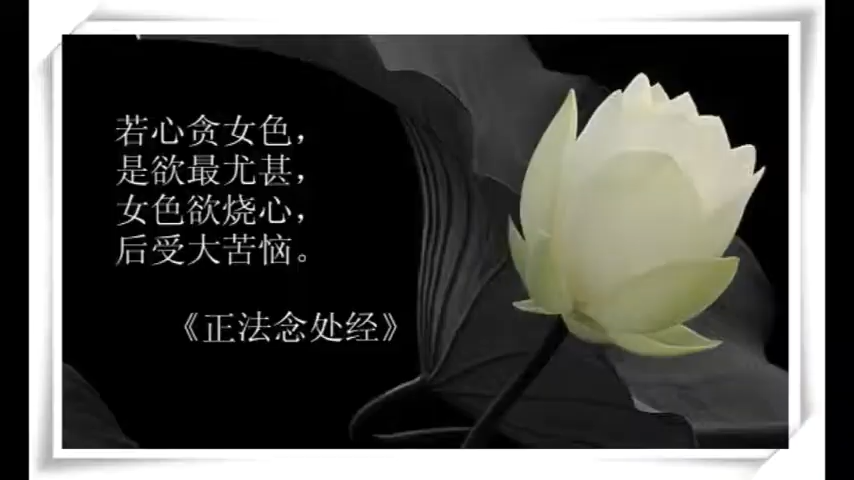 若心贪女色，
是欲最尤甚，
女色欲烧心，
后受大苦恼。
《正法念处经》